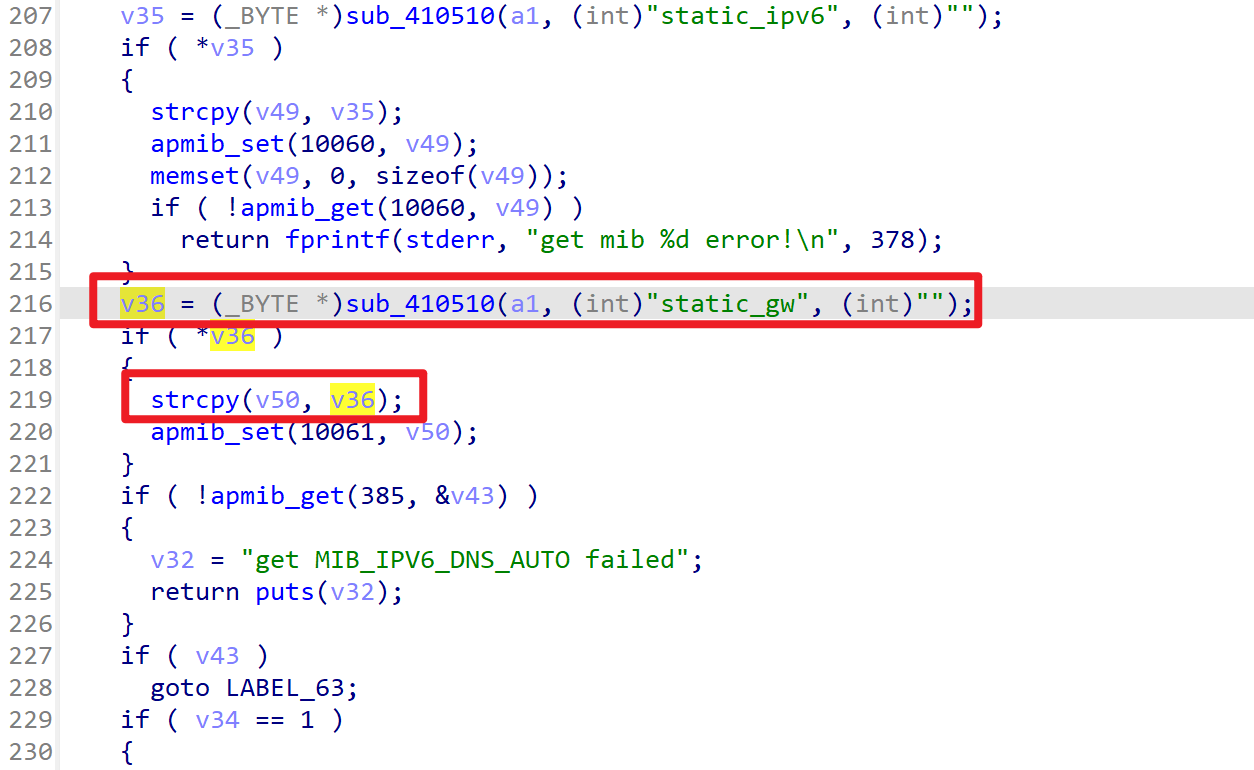 207 v35 = (_BYTE *)sub_410510(a1, (int)"static_ipv6", (int)"");
208 if ( *v35 )
209 {
210 strcpy(v49, v35);
211 apmib_set(10060, v49);
212 memset(v49, 0, sizeof(v49));
213 if ( !apmib_get(10060, v49) )
214 return fprintf(stderr, "get mib %d error!\n", 378);
215 }
216 v36 = (_BYTE *)sub_410510(a1, (int)"static_gw", (int)"");
217 if ( *v36 )
218 {
219 strcpy(v50, v36);
220 apmib_set(10061, v50);
221 }
222 if ( !apmib_get(385, &v43) )
223 {
224 v32 = "get MIB_IPV6_DNS_AUTO failed";
225 return puts(v32);
226 }
227 if ( v43 )
228 goto LABEL_63;
229 if ( v34 == 1 )
230 {